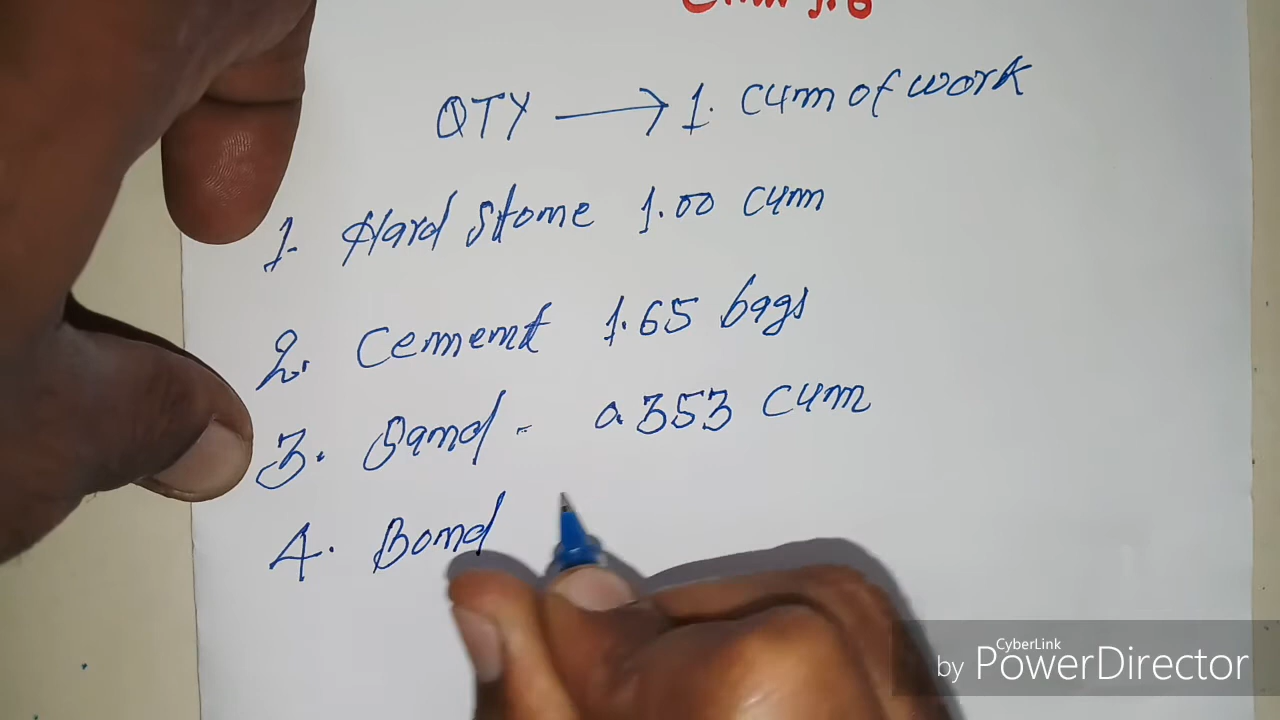 QTY → 1. cum of work
1. Hard Stone 1.00 cum
2. Cement 1.65 bags
3. Sand - 0.353 cum
4. Bond
CyberLink
by PowerDirector